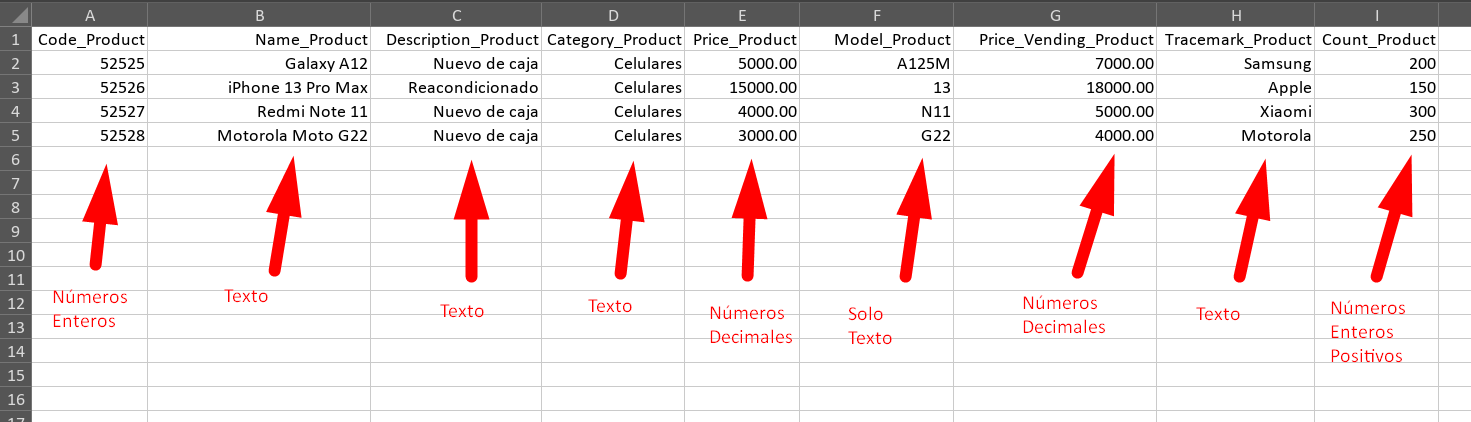 A B C D E F G H I
1 Code_Product Name_Product Description_Product Category_Product Price_Product Model_Product Price_Vending_Product Tracemark_Product Count_Product
2 52525 Galaxy A12 Nuevo de caja Celulares 5000.00 A125M 7000.00 Samsung 200
3 52526 iPhone 13 Pro Max Reacondicionado Celulares 15000.00 13 18000.00 Apple 150
4 52527 Redmi Note 11 Nuevo de caja Celulares 4000.00 N11 5000.00 Xiaomi 300
5 52528 Motorola Moto G22 Nuevo de caja Celulares 3000.00 G22 4000.00 Motorola 250
6
7
8
9
10
11
12
13
14
15
16
17
Números
Enteros
Texto
Texto
Texto
Números
Decimales
Solo
Texto
Números
Decimales
Texto
Números
Enteros
Positivos